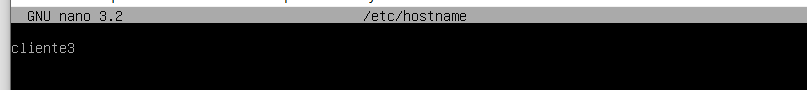 GNU nano 3.2 /etc/hostname
cliente3